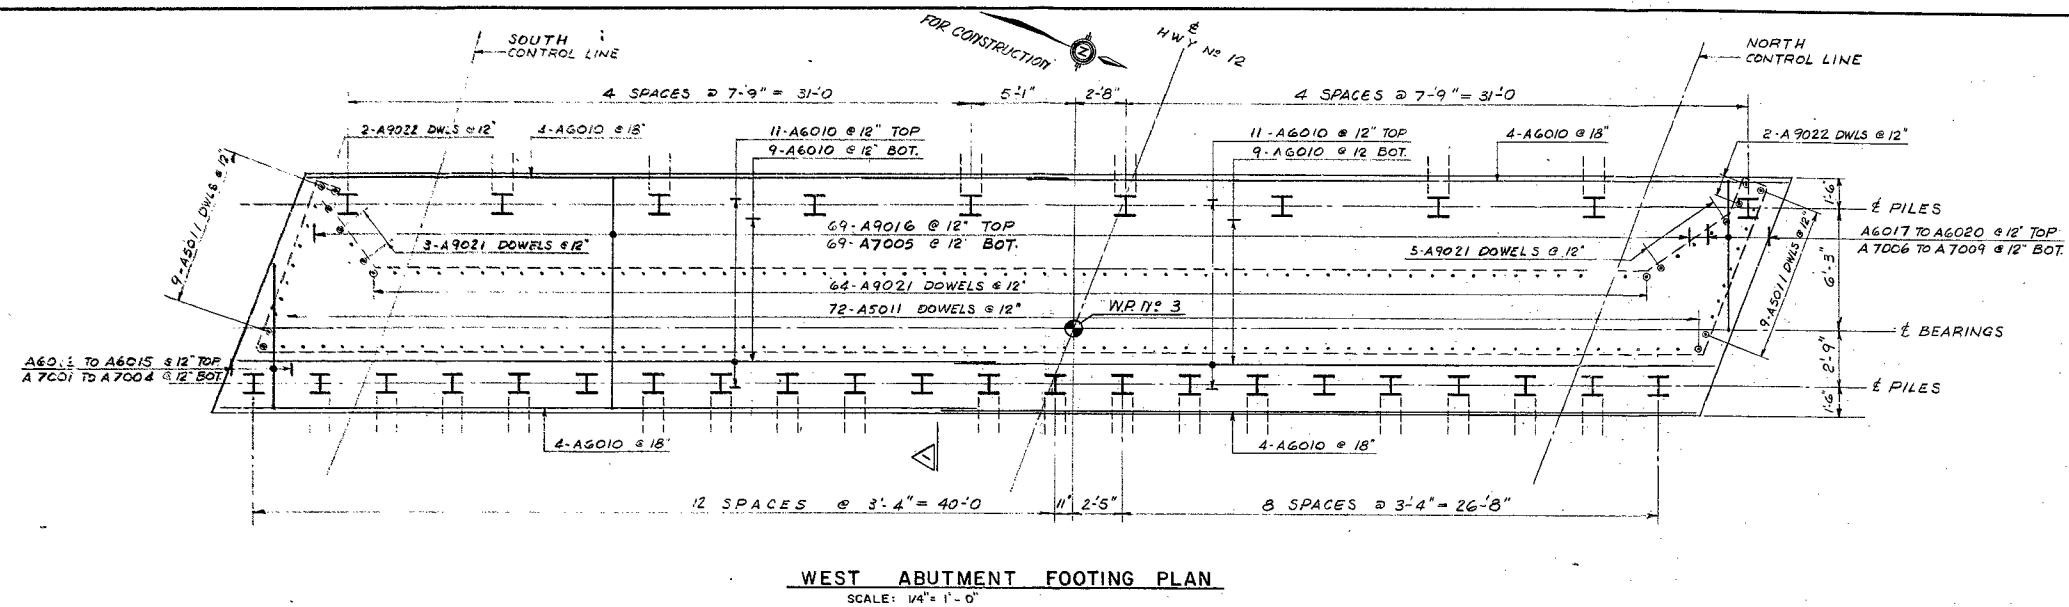 SOUTH
CONTROL LINE
FOR CONSTRUCTION
N
℄
HWY Nº 12
NORTH
CONTROL LINE
4 SPACES @ 7'-9" = 31'-0
5'-1"
2'-8"
4 SPACES @ 7'-9" = 31'-0
2-A9022 DWLS @ 12"
3-A6010 @ 18"
11-A6010 @ 12" TOP
9-A6010 @ 12" BOT.
11-A6010 @ 12" TOP
9-A6010 @ 12 BOT.
4-A6010 @ 18"
2-A9022 DWLS @ 12"
9-A5011 DWLS @ 12"
1'-6"
℄ PILES
69-A9016 @ 12" TOP
69-A7005 @ 12" BOT.
3-A9021 DOWELS @ 12"
5-A9021 DOWELS @ 12"
A6017 TO A6020 @ 12" TOP
A7006 TO A7009 @ 12" BOT.
6'-3"
64-A9021 DOWELS @ 12"
72-A5011 DOWELS @ 12"
W.P. Nº 3
9-A5011 DWLS @ 12"
℄ BEARINGS
TO A6015 @ 12" TOP
A7001 TO A7004 @ 12" BOT.
2'-9"
℄ PILES
1'-6"
4-A6010 @ 18"
1
4-A6010 @ 18"
12 SPACES @ 3'-4" = 40'-0
11"
2'-5"
8 SPACES @ 3'-4" = 26'-8"
WEST ABUTMENT FOOTING PLAN
SCALE: 1/4" = 1'-0"